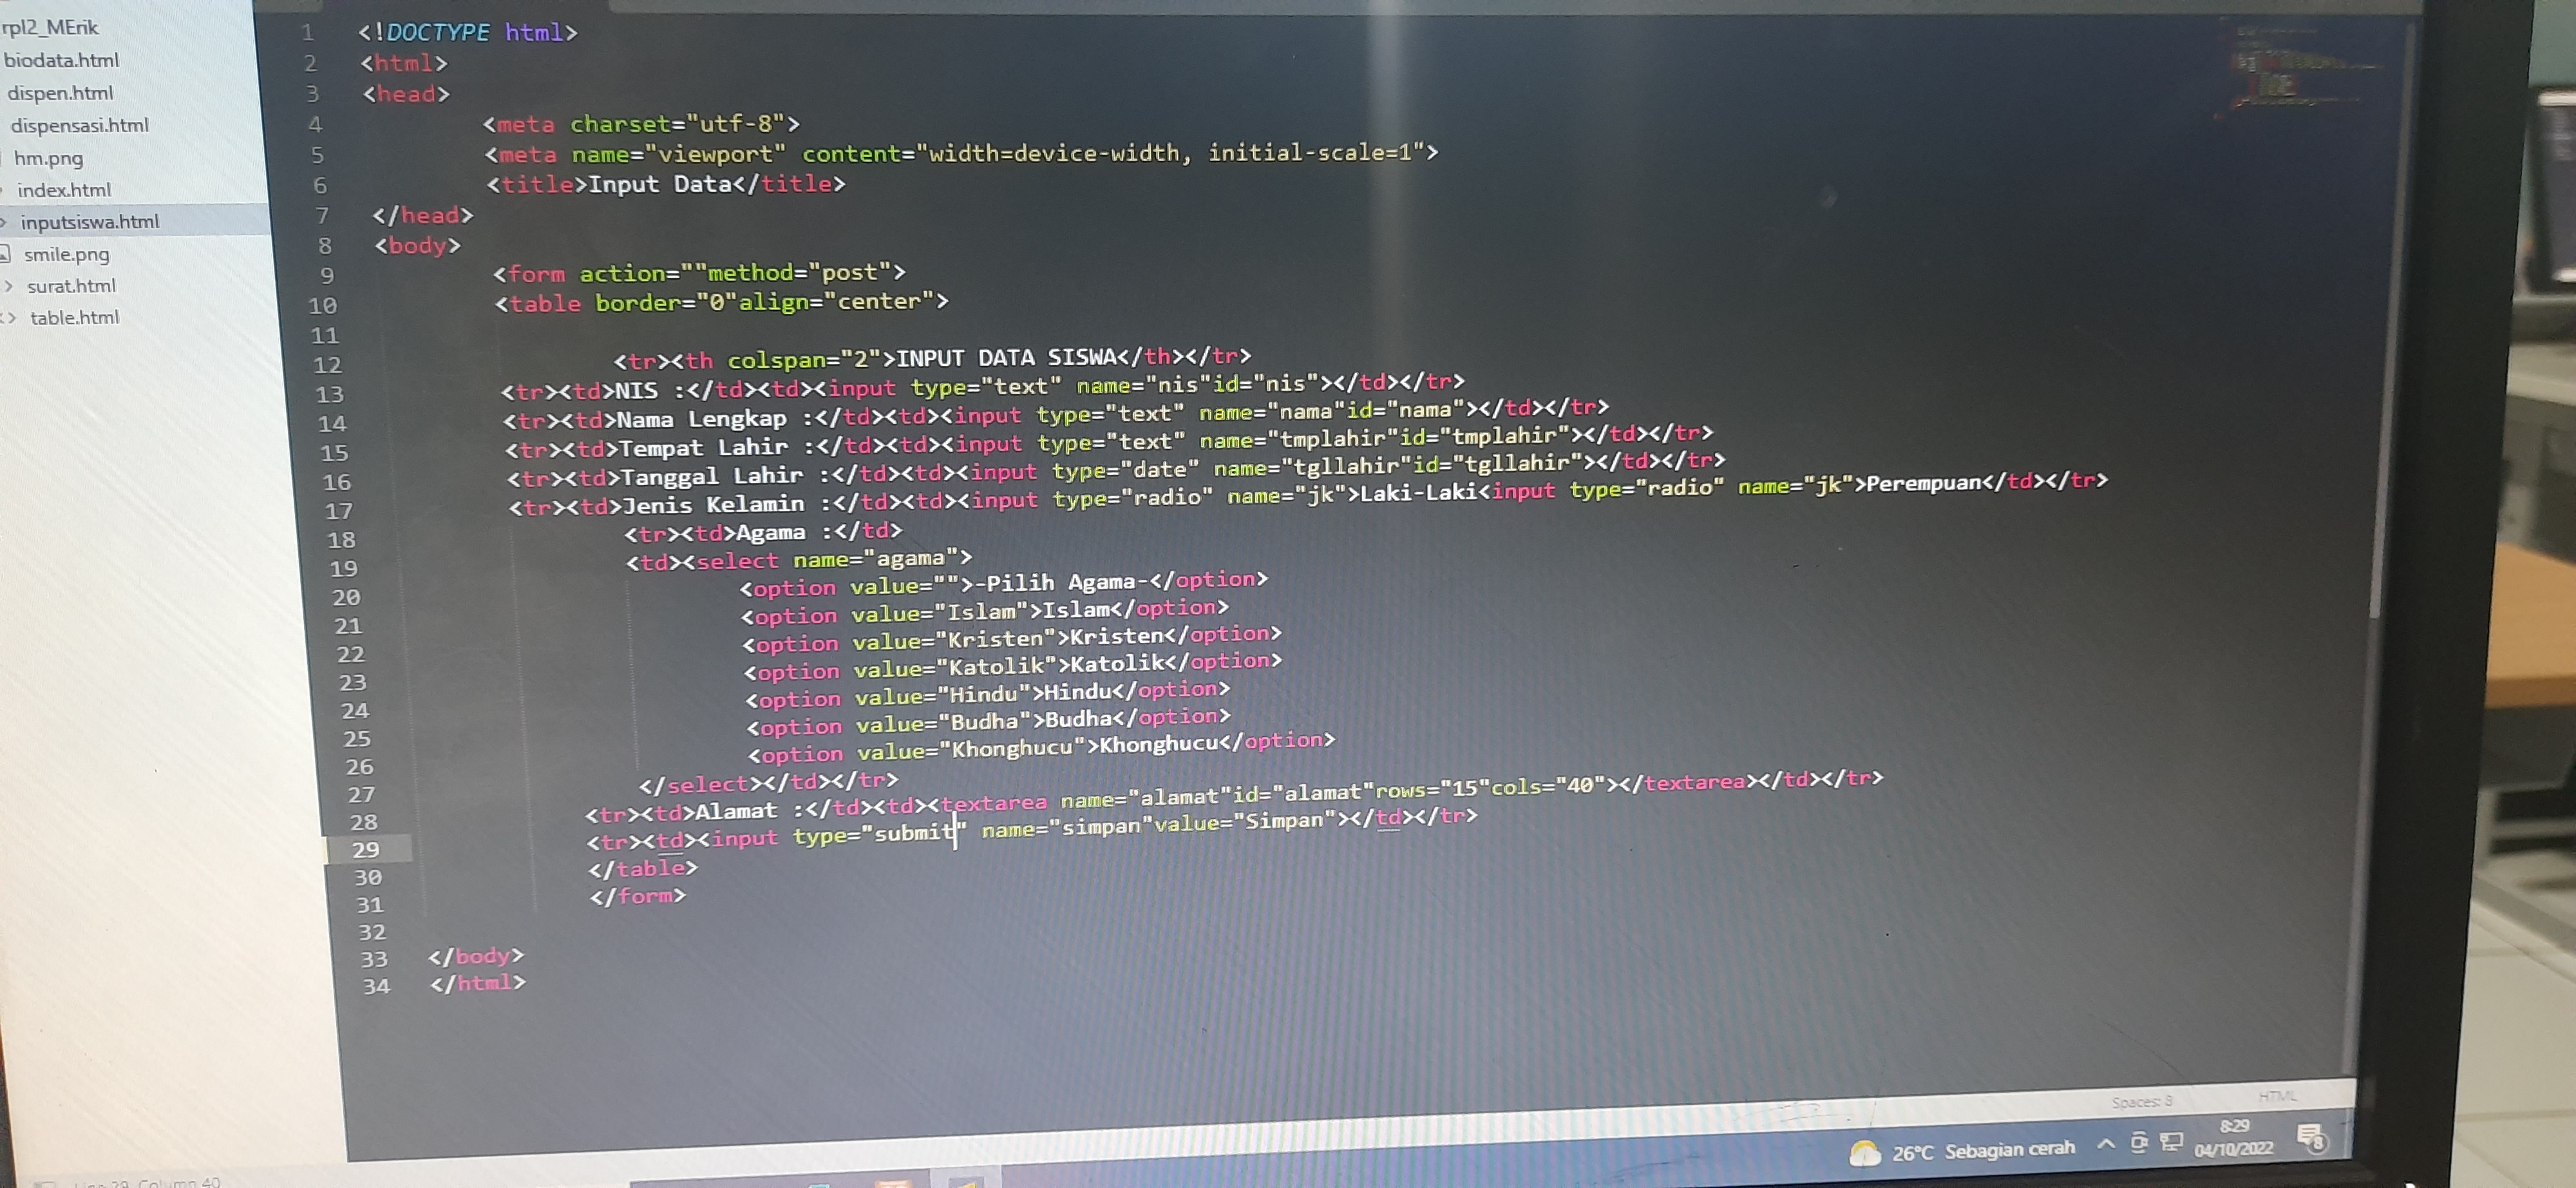 rpl2_MErik
biodata.html
dispen.html
dispensasi.html
hm.png
index.html
inputsiswa.html
smile.png
surat.html
table.html
1 <!DOCTYPE html>
2 <html>
3 <head>
4 <meta charset="utf-8">
5 <meta name="viewport" content="width=device-width, initial-scale=1">
6 <title>Input Data</title>
7 </head>
8 <body>
9 <form action=""method="post">
10 <table border="0"align="center">
11
12 <tr><th colspan="2">INPUT DATA SISWA</th></tr>
13 <tr><td>NIS :</td><td><input type="text" name="nis"id="nis"></td></tr>
14 <tr><td>Nama Lengkap :</td><td><input type="text" name="nama"id="nama"></td></tr>
15 <tr><td>Tempat Lahir :</td><td><input type="text" name="tmplahir"id="tmplahir"></td></tr>
16 <tr><td>Tanggal Lahir :</td><td><input type="date" name="tgllahir"id="tgllahir"></td></tr>
17 <tr><td>Jenis Kelamin :</td><td><input type="radio" name="jk">Laki-Laki<input type="radio" name="jk">Perempuan</td></tr>
18 <tr><td>Agama :</td>
19 <td><select name="agama">
20 <option value="">-Pilih Agama-</option>
21 <option value="Islam">Islam</option>
22 <option value="Kristen">Kristen</option>
23 <option value="Katolik">Katolik</option>
24 <option value="Hindu">Hindu</option>
25 <option value="Budha">Budha</option>
26 <option value="Khonghucu">Khonghucu</option>
27 </select></td></tr>
28 <tr><td>Alamat :</td><td><textarea name="alamat"id="alamat"rows="15"cols="40"></textarea></td></tr>
29 <tr><td><input type="submit" name="simpan"value="Simpan"></td></tr>
30 </table>
31 </form>
32
33 </body>
34 </html>
Spaces: 8 HTML
26°C Sebagian cerah
8:29
04/10/2022
8
Line 29, Column 40